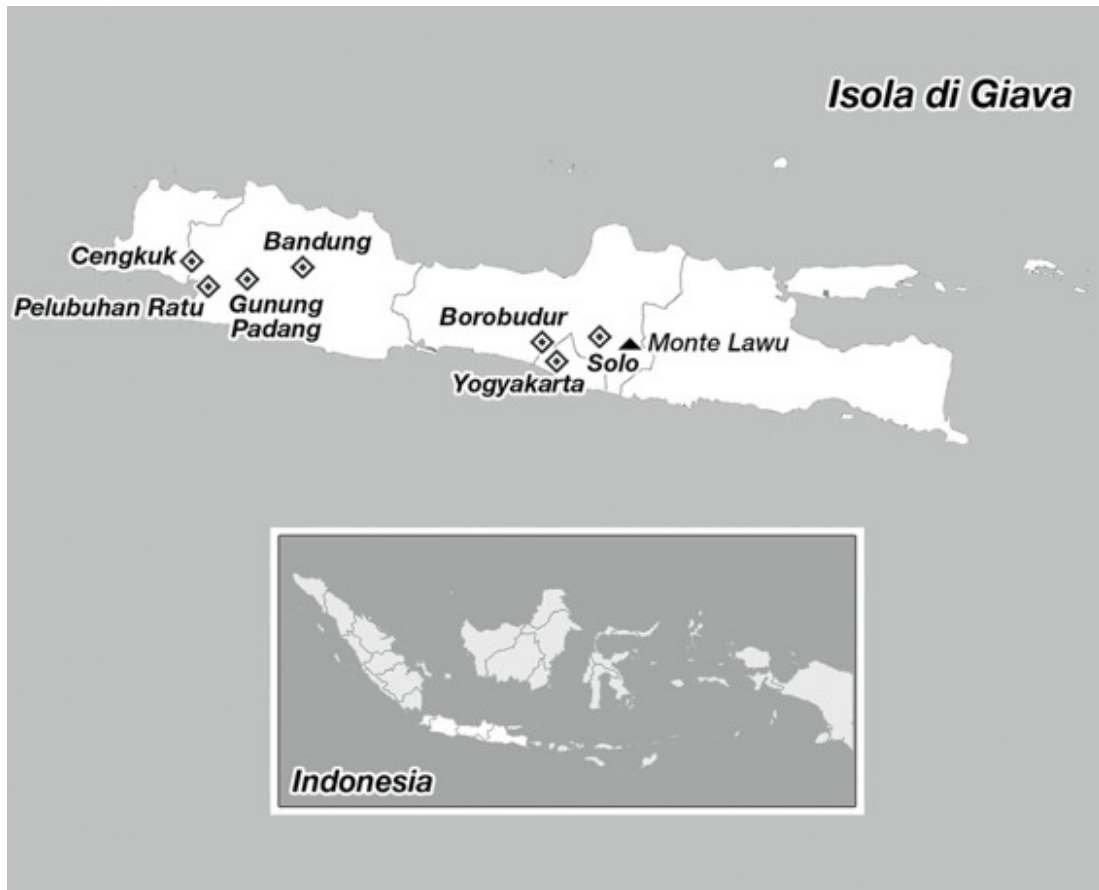 Isola di Giava
Bandung
Cengkuk
Pelubuhan Ratu
Gunung
Padang
Borobudur
Monte Lawu
Solo
Yogyakarta
Indonesia